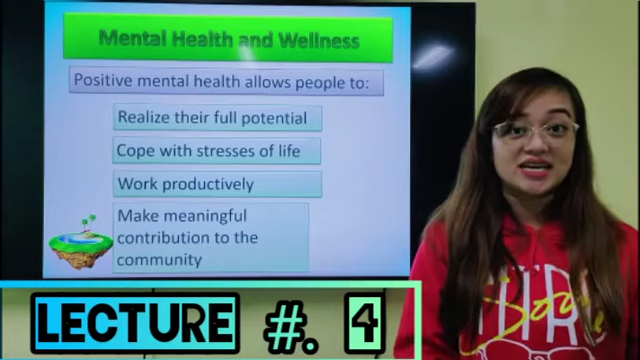 Mental Health and Wellness
Positive mental health allows people to:
Realize their full potential
Cope with stresses of life
Work productively
Make meaningful
contribution to the
community
LECTURE #. 4